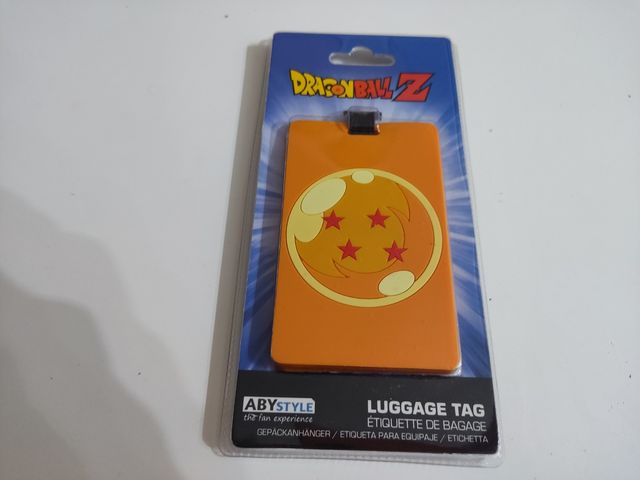 DRAGON BALL Z
ABYSTYLE
the fan experience
LUGGAGE TAG
ÉTIQUETTE DE BAGAGE
GEPÄCKANHÄNGER / ETIQUETA PARA EQUIPAJE / ETICHETTA